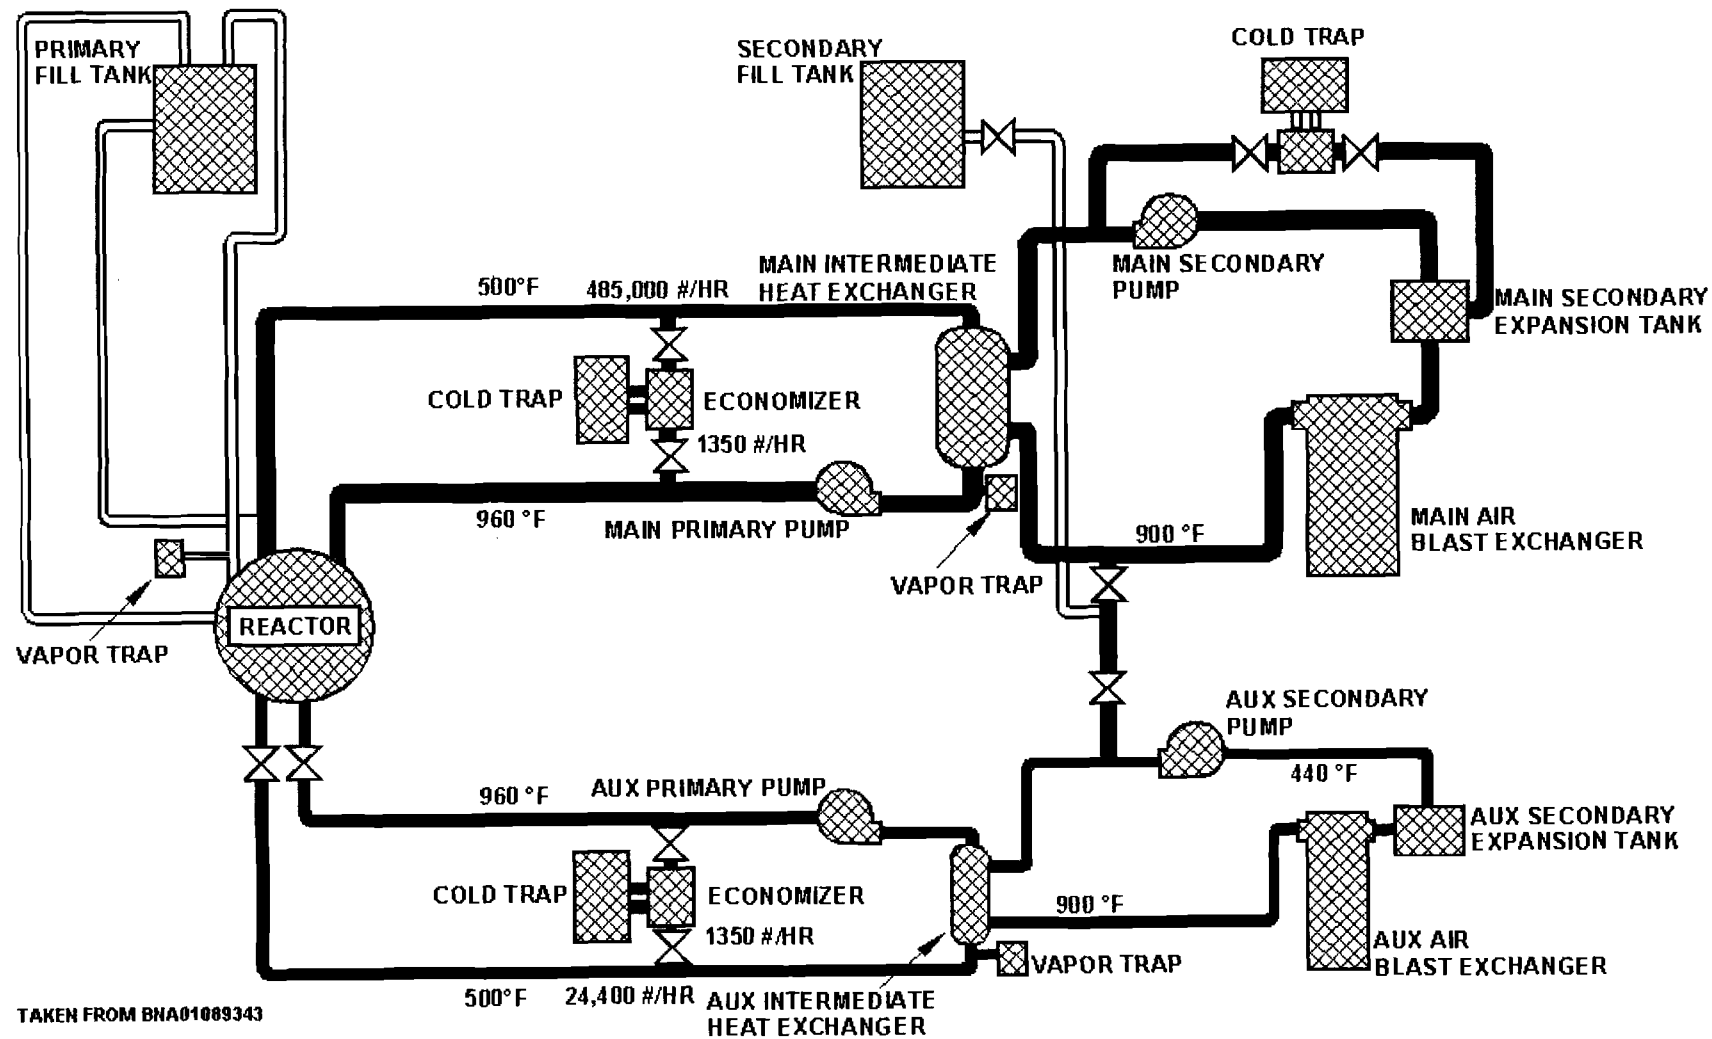 PRIMARY
FILL TANK
SECONDARY
FILL TANK
COLD TRAP
MAIN SECONDARY
PUMP
MAIN INTERMEDIATE
HEAT EXCHANGER
500°F
485,000 #/HR
MAIN SECONDARY
EXPANSION TANK
COLD TRAP
ECONOMIZER
1350 #/HR
960 °F
MAIN PRIMARY PUMP
900 °F
MAIN AIR
BLAST EXCHANGER
VAPOR TRAP
REACTOR
VAPOR TRAP
AUX SECONDARY
PUMP
440 °F
960 °F
AUX PRIMARY PUMP
AUX SECONDARY
EXPANSION TANK
COLD TRAP
ECONOMIZER
900 °F
1350 #/HR
AUX AIR
BLAST EXCHANGER
VAPOR TRAP
500°F
24,400 #/HR
AUX INTERMEDIATE
HEAT EXCHANGER
TAKEN FROM BNA01089343